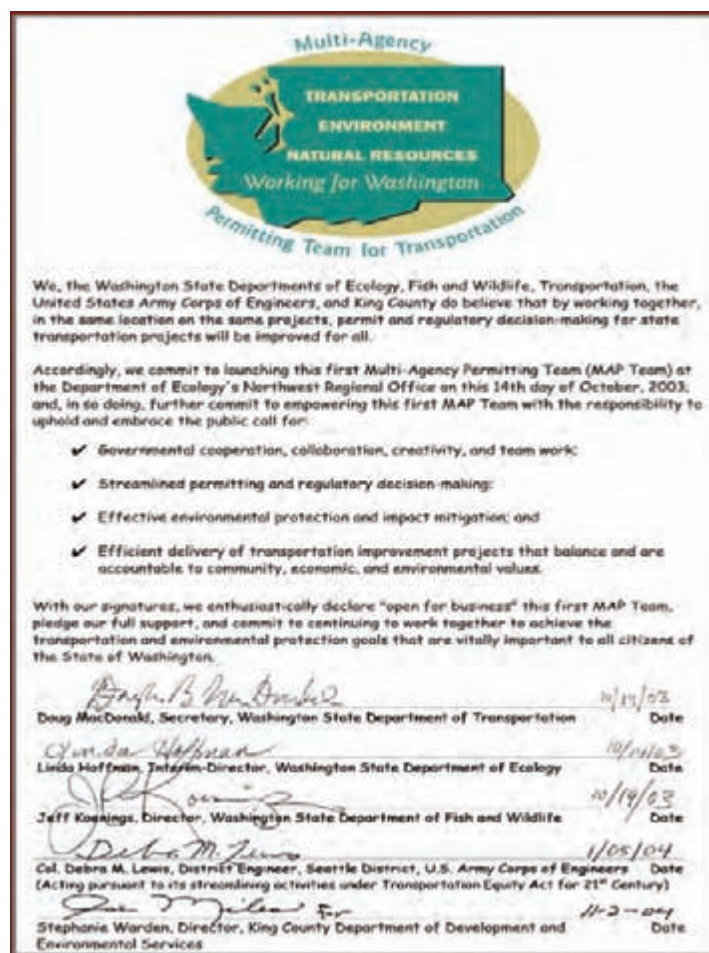 Multi-Agency
TRANSPORTATION
ENVIRONMENT
NATURAL RESOURCES
Working for Washington
Permitting Team for Transportation
We, the Washington State Departments of Ecology, Fish and Wildlife, Transportation, the
United States Army Corps of Engineers, and King County do believe that by working together,
in the same location on the same projects, permit and regulatory decision-making for state
transportation projects will be improved for all.
Accordingly, we commit to launching this first Multi-Agency Permitting Team (MAP Team) at
the Department of Ecology's Northwest Regional Office on this 14th day of October, 2003;
and, in so doing, further commit to empowering this first MAP Team with the responsibility to
uphold and embrace the public call for:
✔ Governmental cooperation, collaboration, creativity, and team work;
✔ Streamlined permitting and regulatory decision-making;
✔ Effective environmental protection and impact mitigation; and
✔ Efficient delivery of transportation improvement projects that balance and are
accountable to community, economic, and environmental values.
With our signatures, we enthusiastically declare "open for business" this first MAP Team,
pledge our full support, and commit to continuing to work together to achieve the
transportation and environmental protection goals that are vitally important to all citizens of
the State of Washington.
10/14/03
Doug MacDonald, Secretary, Washington State Department of Transportation Date
Linda Hoffman 10/14/03
Linda Hoffman, Interim-Director, Washington State Department of Ecology Date
10/14/03
Jeff Koenings, Director, Washington State Department of Fish and Wildlife Date
Debra M. Lewis 1/05/04
Col. Debra M. Lewis, District Engineer, Seattle District, U.S. Army Corps of Engineers Date
(Acting pursuant to its streamlining activities under Transportation Equity Act for 21st Century)
for 11-2-04
Stephanie Warden, Director, King County Department of Development and Date
Environmental Services